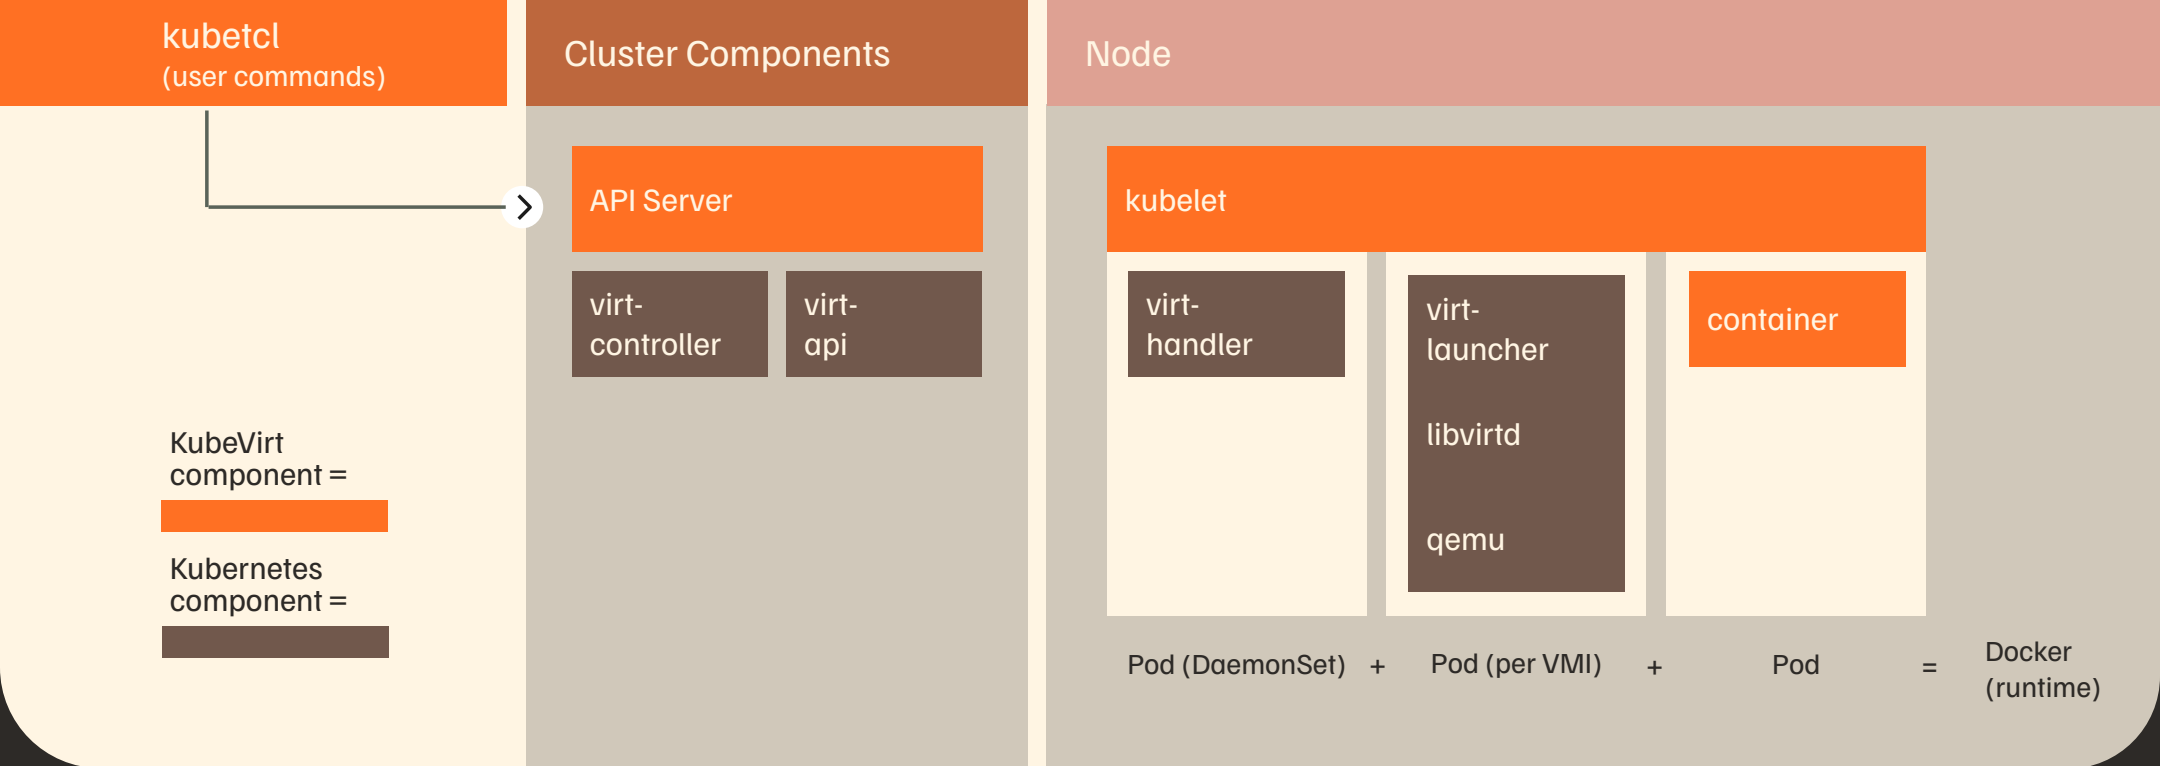 kubetcl
(user commands)
Cluster Components
Node
API Server
kubelet
virt-
controller
virt-
api
virt-
handler
virt-
launcher
libvirtd
qemu
container
KubeVirt
component =
Kubernetes
component =
Pod (DaemonSet) + Pod (per VMI) + Pod =
Docker
(runtime)